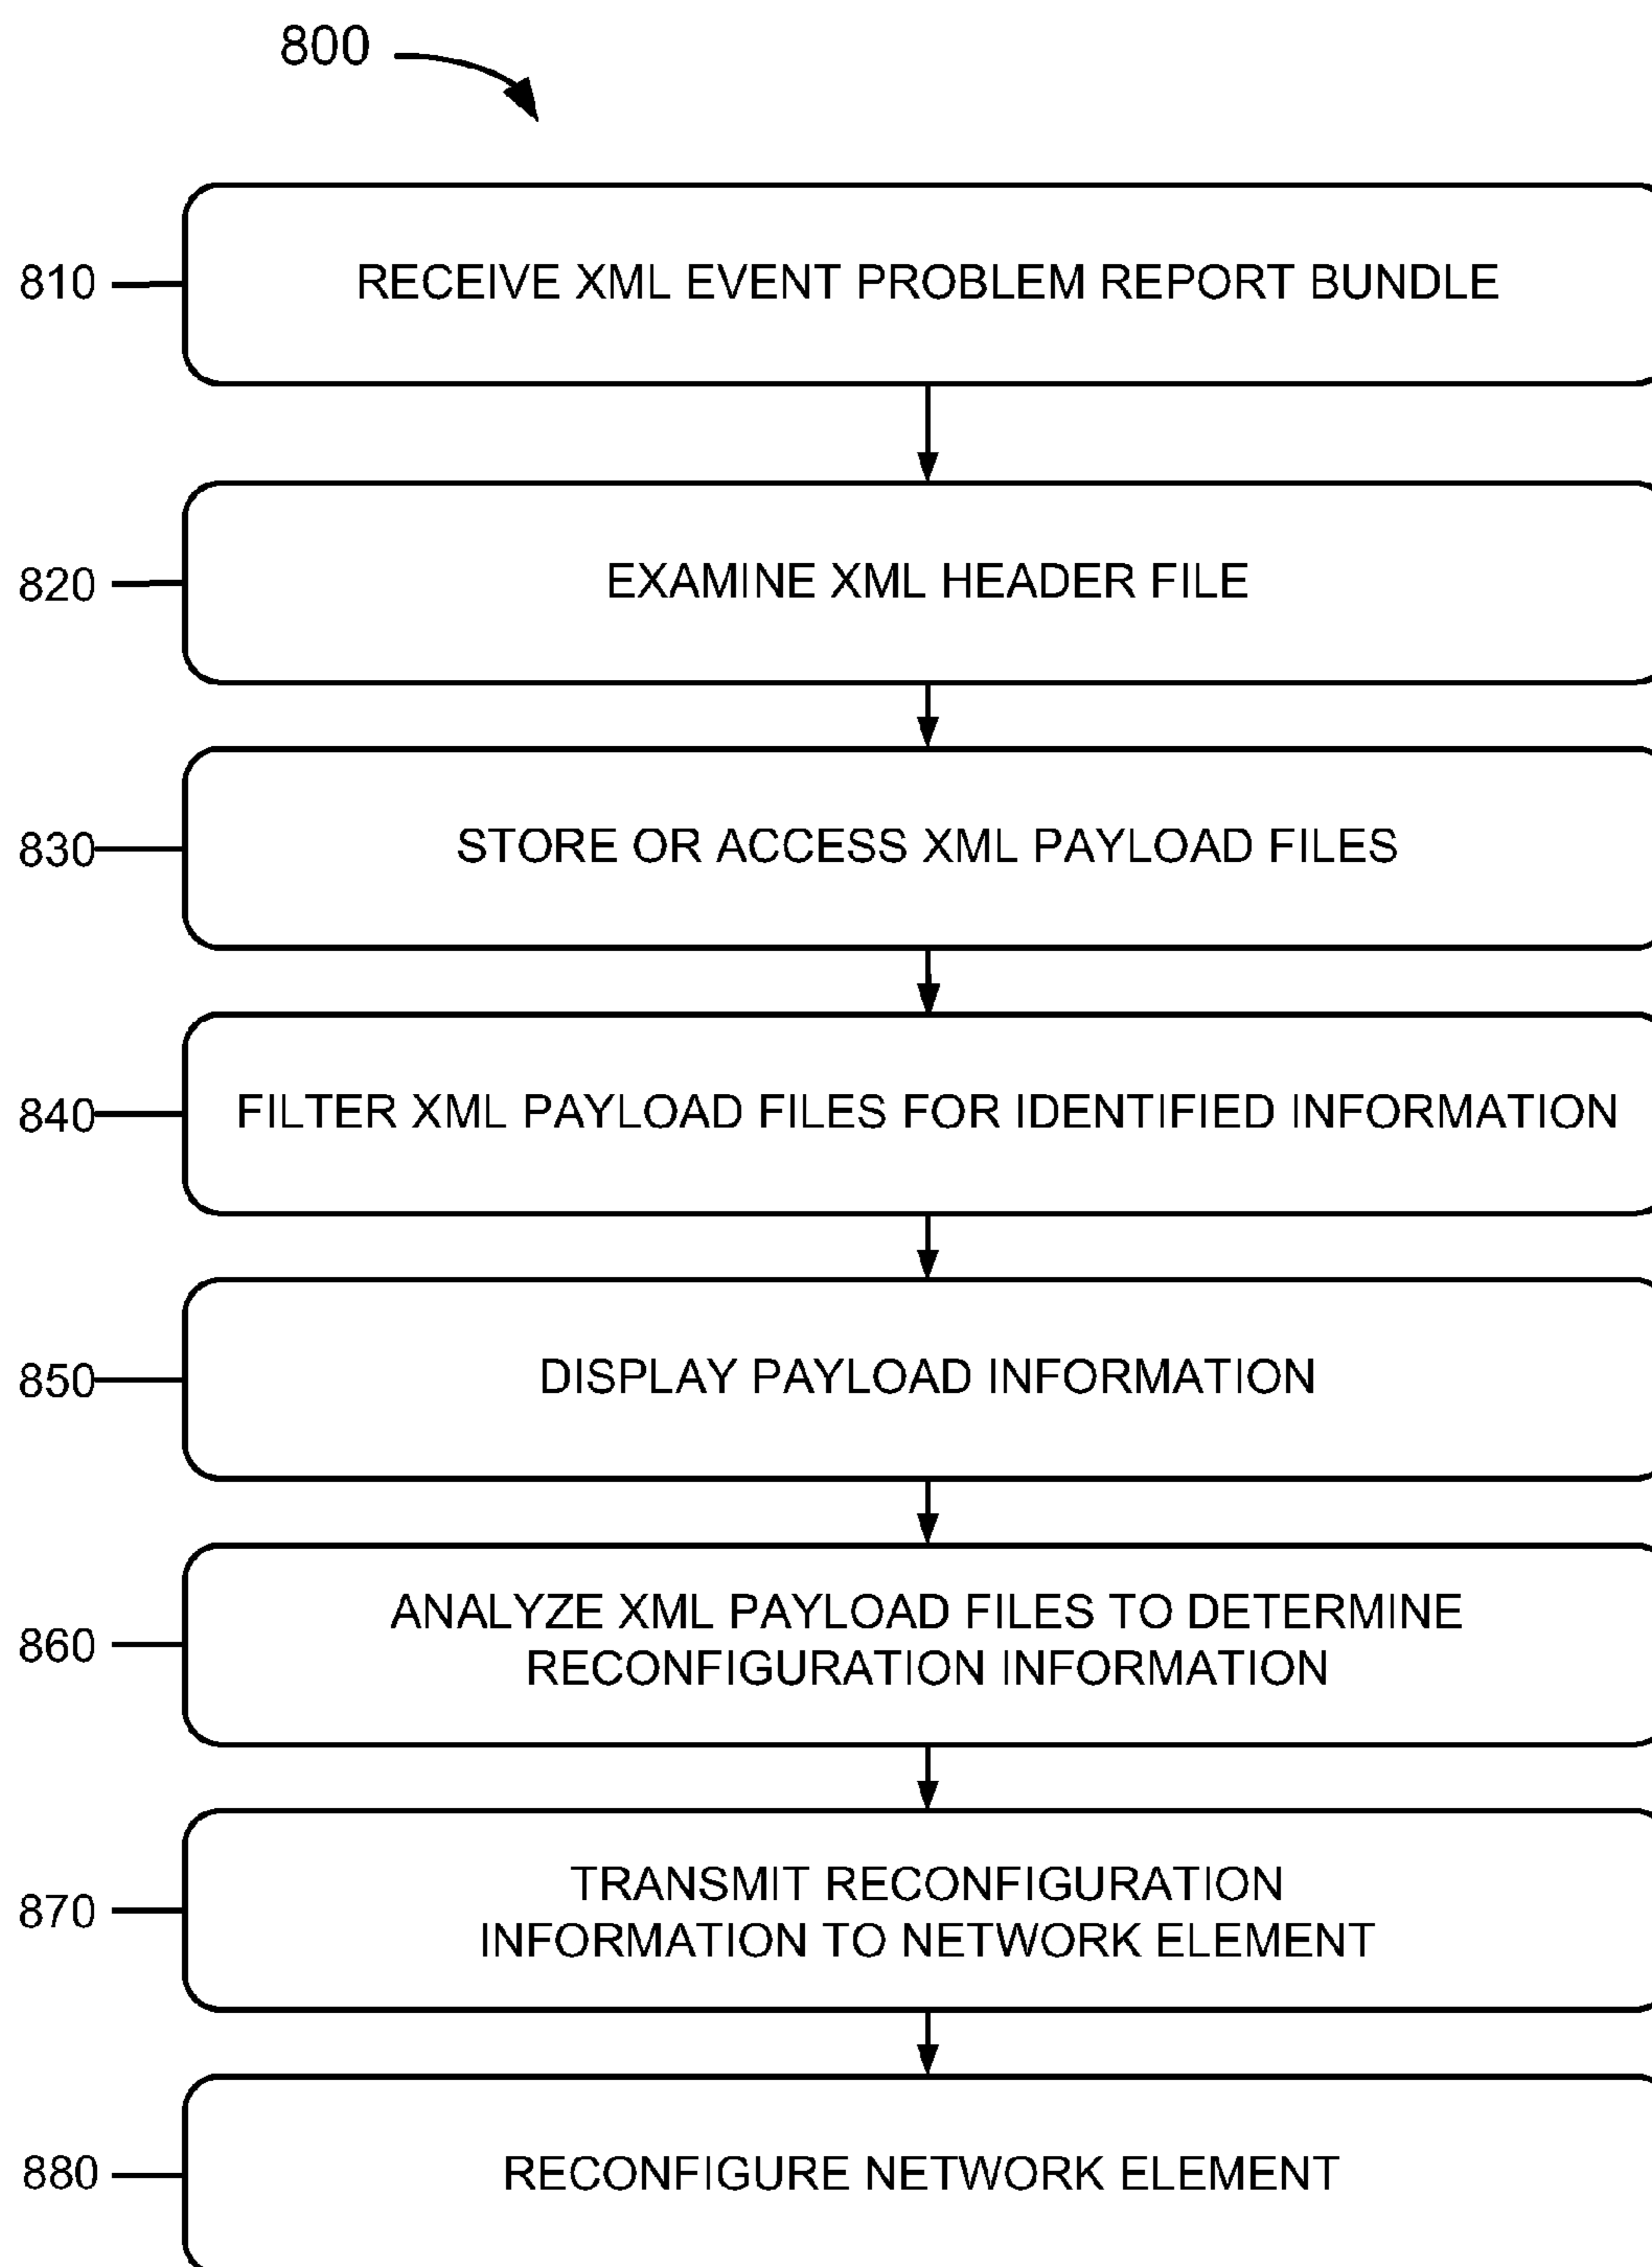 800
810
RECEIVE XML EVENT PROBLEM REPORT BUNDLE
820
EXAMINE XML HEADER FILE
830
STORE OR ACCESS XML PAYLOAD FILES
840
FILTER XML PAYLOAD FILES FOR IDENTIFIED INFORMATION
850
DISPLAY PAYLOAD INFORMATION
860
ANALYZE XML PAYLOAD FILES TO DETERMINE
RECONFIGURATION INFORMATION
870
TRANSMIT RECONFIGURATION
INFORMATION TO NETWORK ELEMENT
880
RECONFIGURE NETWORK ELEMENT